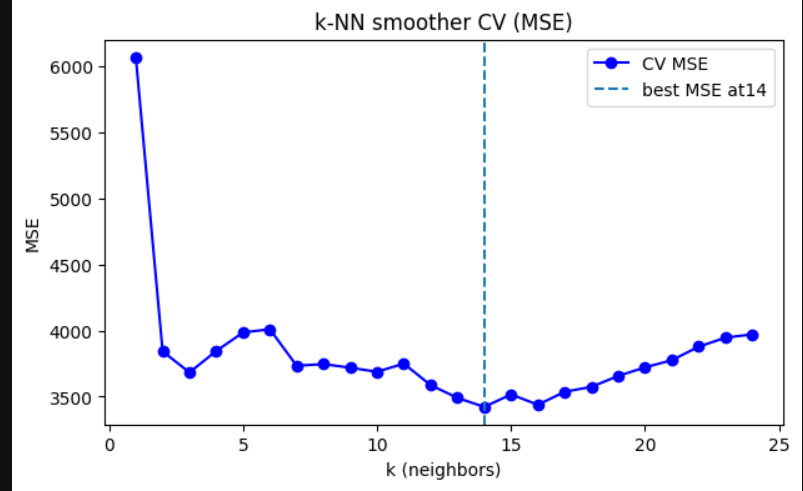 k-NN smoother CV (MSE)
CV MSE
best MSE at14
MSE
6000
5500
5000
4500
4000
3500
0 5 10 15 20 25
k (neighbors)